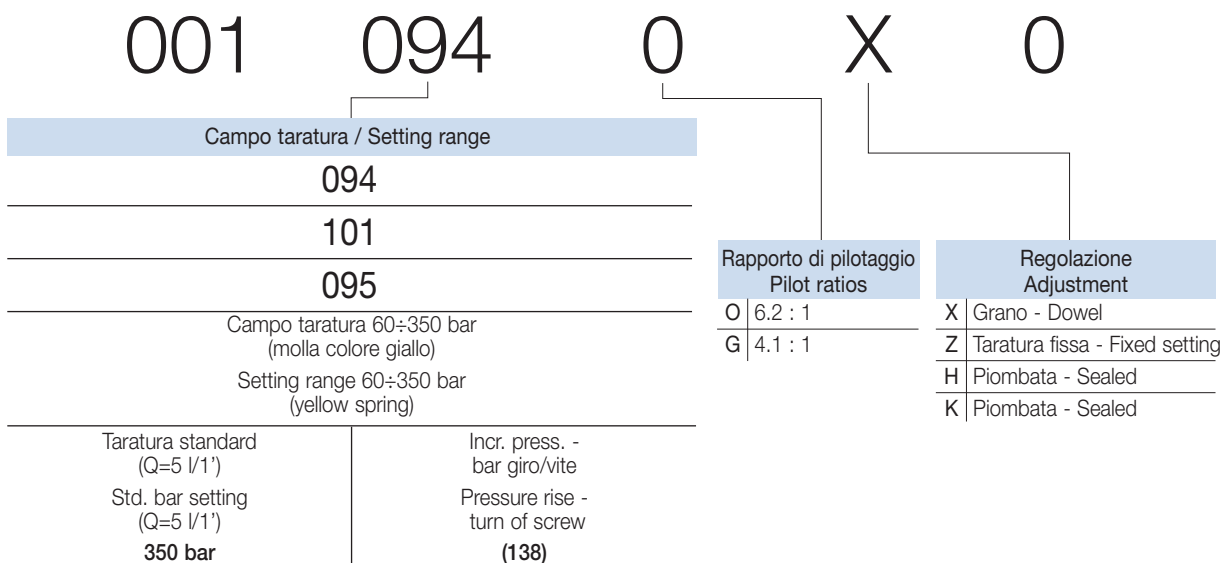 001 094 0 X 0
Campo taratura / Setting range
094
101
095
Campo taratura 60÷350 bar
(molla colore giallo)
Setting range 60÷350 bar
(yellow spring)
Taratura standard
(Q=5 l/1')
Std. bar setting
(Q=5 l/1')
350 bar
Incr. press. -
bar giro/vite
Pressure rise -
turn of screw
(138)
Rapporto di pilotaggio
Pilot ratios
O 6.2 : 1
G 4.1 : 1
Regolazione
Adjustment
X Grano - Dowel
Z Taratura fissa - Fixed setting
H Piombata - Sealed
K Piombata - Sealed